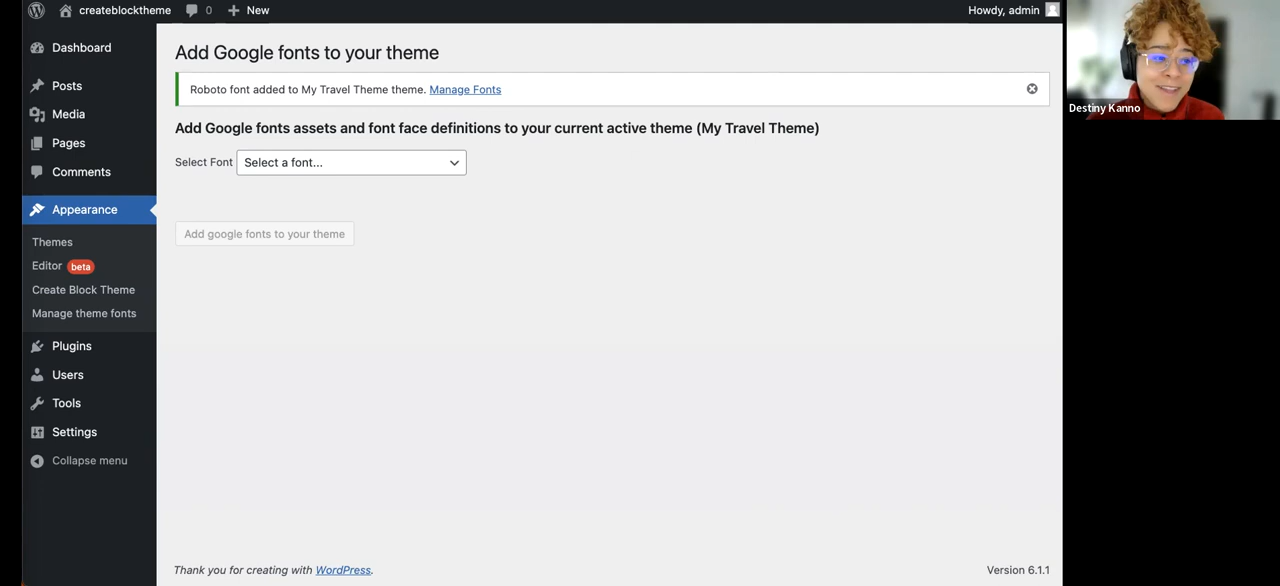 createblocktheme 0 New Howdy, admin
Dashboard
Posts
Media
Pages
Comments
Appearance
Themes
Editor beta
Create Block Theme
Manage theme fonts
Plugins
Users
Tools
Settings
Collapse menu
Add Google fonts to your theme
Roboto font added to My Travel Theme theme. Manage Fonts
Add Google fonts assets and font face definitions to your current active theme (My Travel Theme)
Select Font Select a font...
Add google fonts to your theme
Thank you for creating with WordPress. Version 6.1.1
Destiny Kanno